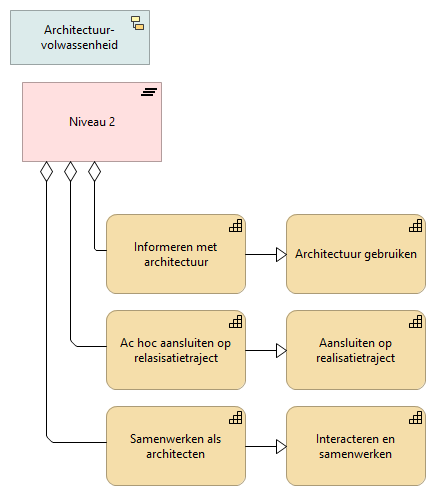 Architectuur-
volwassenheid
Niveau 2
Informeren met
architectuur
Architectuur gebruiken
Ac hoc aansluiten op
relasisatietraject
Aansluiten op
realisatietraject
Samenwerken als
architecten
Interacteren en
samenwerken